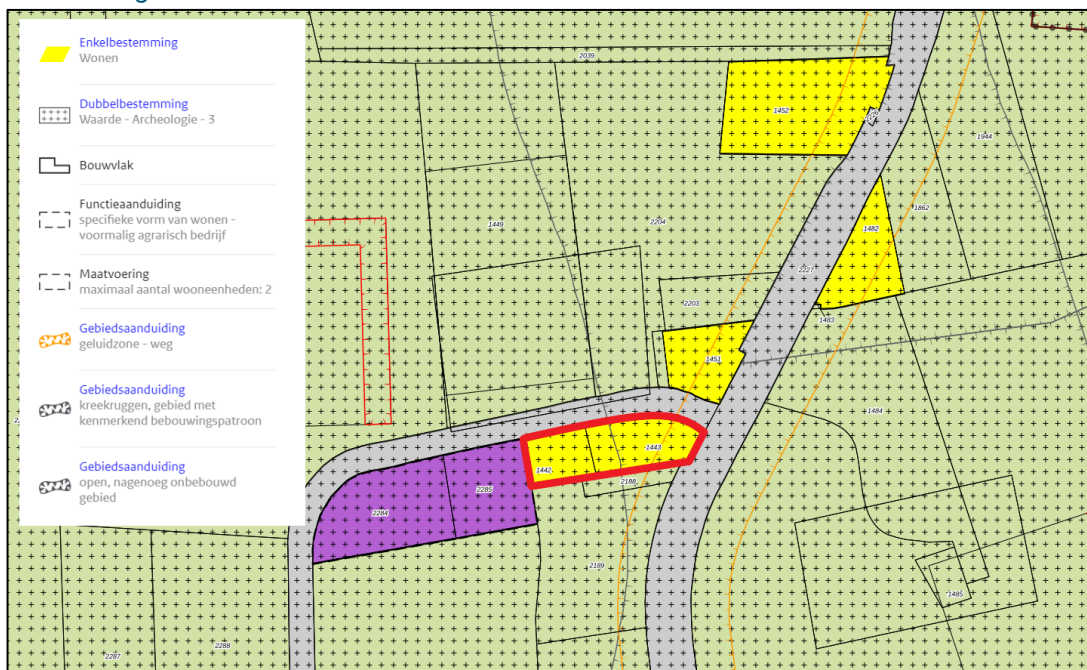 Enkelbestemming
Wonen
Dubbelbestemming
Waarde - Archeologie - 3
Bouwvlak
Functieaanduiding
specifieke vorm van wonen -
voormalig agrarisch bedrijf
Maatvoering
maximaal aantal wooneenheden: 2
Gebiedsaanduiding
geluidzone - weg
Gebiedsaanduiding
kreekruggen, gebied met
kenmerkend bebouwingspatroon
Gebiedsaanduiding
open, nagenoeg onbebouwd
gebied
2039
1452
1944
1449
2204
1862
1482
2227
2203
1483
1451
1484
1443
1442
2188
2285
2284
2189
1485
2288
2287